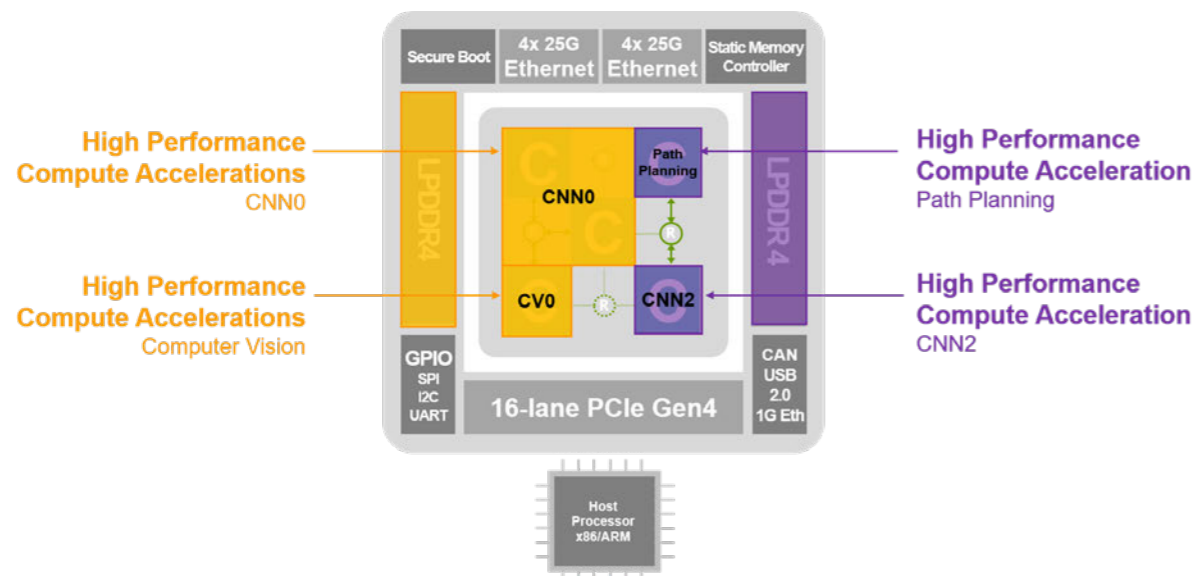 Secure Boot
4x 25G
Ethernet
4x 25G
Ethernet
Static Memory
Controller
High Performance
Compute Accelerations
CNN0
High Performance
Compute Accelerations
Computer Vision
LPDDR4
C
C
CNN0
C
Path
Planning
R
C
CV0
R
C
CNN2
LPDDR 4
High Performance
Compute Acceleration
Path Planning
High Performance
Compute Acceleration
CNN2
GPIO
SPI
I2C
UART
16-lane PCIe Gen4
CAN
USB
2.0
1G Eth
Host
Processor
x86/ARM